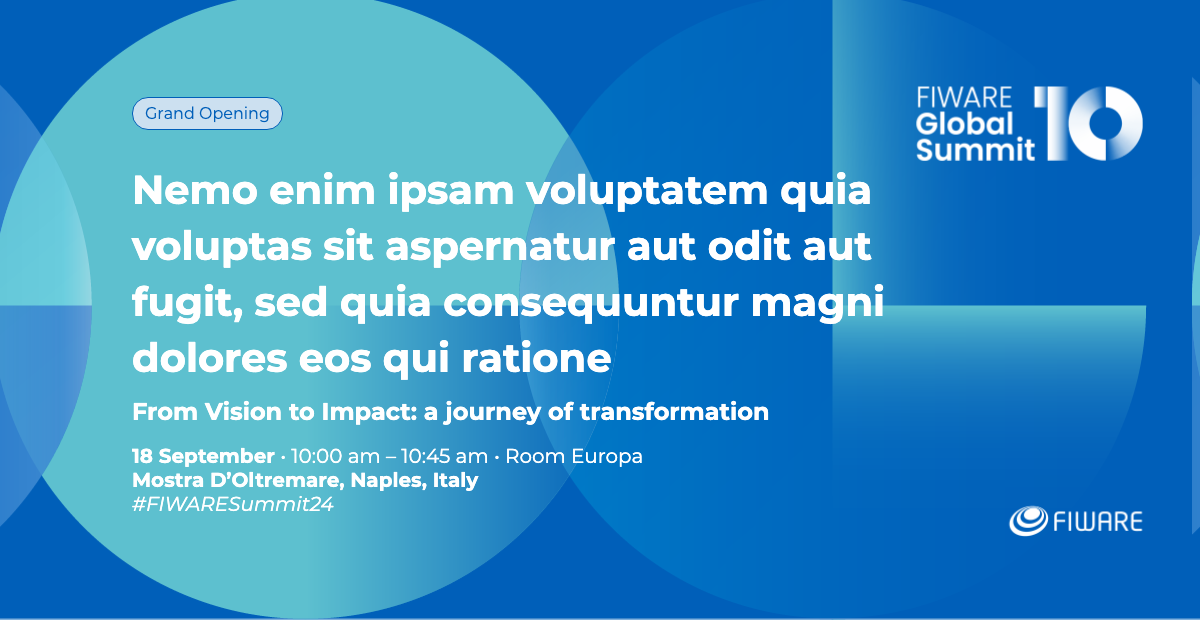 Grand Opening
FIWARE
Global
Summit
10
Nemo enim ipsam voluptatem quia
voluptas sit aspernatur aut odit aut
fugit, sed quia consequuntur magni
dolores eos qui ratione
From Vision to Impact: a journey of transformation
18 September · 10:00 am – 10:45 am · Room Europa
Mostra D’Oltremare, Naples, Italy
#FIWARESummit24
FIWARE